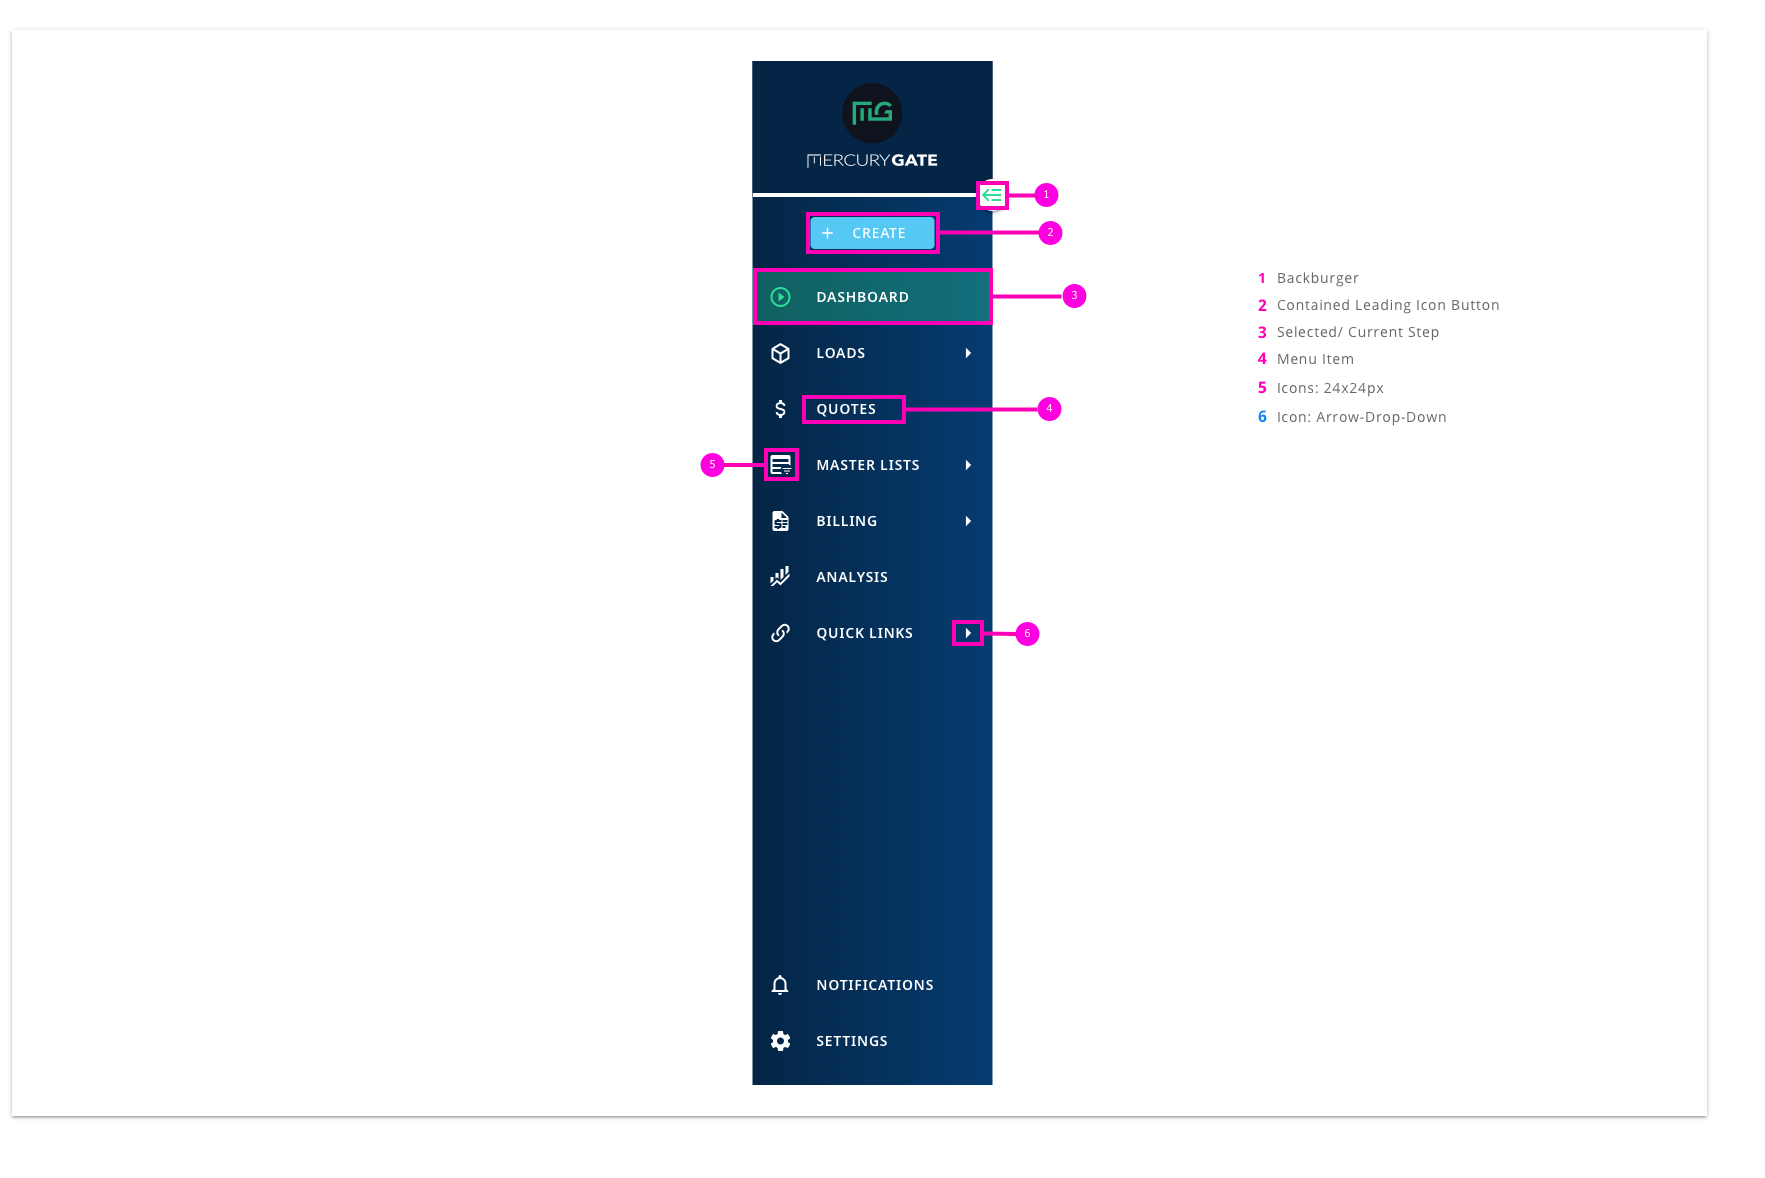 MG
MERCURYGATE
1
+ CREATE
2
DASHBOARD
3
LOADS
$ QUOTES
4
5
MASTER LISTS
BILLING
ANALYSIS
QUICK LINKS
6
NOTIFICATIONS
SETTINGS
1 Backburger
2 Contained Leading Icon Button
3 Selected/ Current Step
4 Menu Item
5 Icons: 24x24px
6 Icon: Arrow-Drop-Down